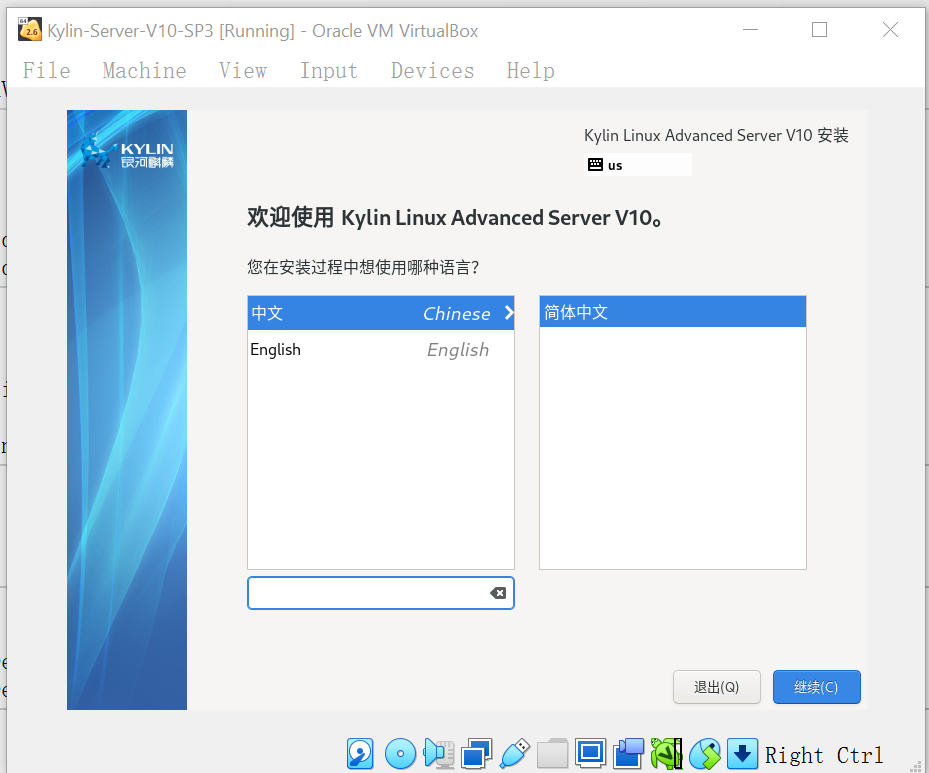 Kylin-Server-V10-SP3 [Running] - Oracle VM VirtualBox
File Machine View Input Devices Help
KYLIN
银河麒麟
Kylin Linux Advanced Server V10 安装
us
欢迎使用 Kylin Linux Advanced Server V10。
您在安装过程中想使用哪种语言？
中文 Chinese
简体中文
English English
退出(Q) 继续(C)
Right Ctrl